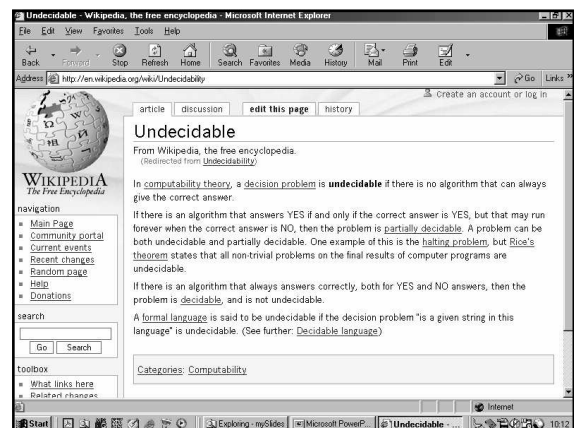 Undecidable - Wikipedia, the free encyclopedia - Microsoft Internet Explorer
File Edit View Favorites Tools Help
Back Forward Stop Refresh Home Search Favorites Media History Mail Print Edit
Address http://en.wikipedia.org/wiki/Undecidability Go Links »
Create an account or log in
article discussion edit this page history
Undecidable
From Wikipedia, the free encyclopedia.
(Redirected from Undecidability)
In computability theory, a decision problem is undecidable if there is no algorithm that can always
give the correct answer.
If there is an algorithm that answers YES if and only if the correct answer is YES, but that may run
forever when the correct answer is NO, then the problem is partially decidable. A problem can be
both undecidable and partially decidable. One example of this is the halting problem, but Rice's
theorem states that all non-trivial problems on the final results of computer programs are
undecidable.
If there is an algorithm that always answers correctly, both for YES and NO answers, then the
problem is decidable, and is not undecidable.
A formal language is said to be undecidable if the decision problem "is a given string in this
language" is undecidable. (See further: Decidable language)
Categories: Computability
WIKIPEDIA
The Free Encyclopedia
navigation
Main Page
Community portal
Current events
Recent changes
Random page
Help
Donations
search
Go Search
toolbox
What links here
Related changes
Internet
Start Exploring - mySlides Microsoft PowerP... Undecidable - ... 10:12